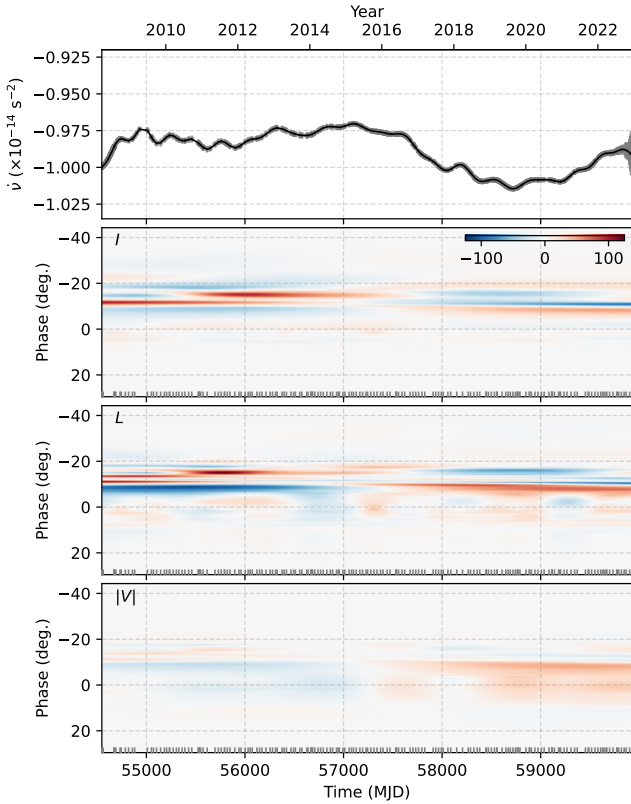 Year
2010 2012 2014 2016 2018 2020 2022
−0.925
−0.950
−0.975
−1.000
−1.025
ν̇ (×10⁻¹⁴ s⁻²)
I
−100 0 100
−40
−20
0
20
Phase (deg.)
L
−40
−20
0
20
Phase (deg.)
|V|
−40
−20
0
20
Phase (deg.)
55000 56000 57000 58000 59000
Time (MJD)